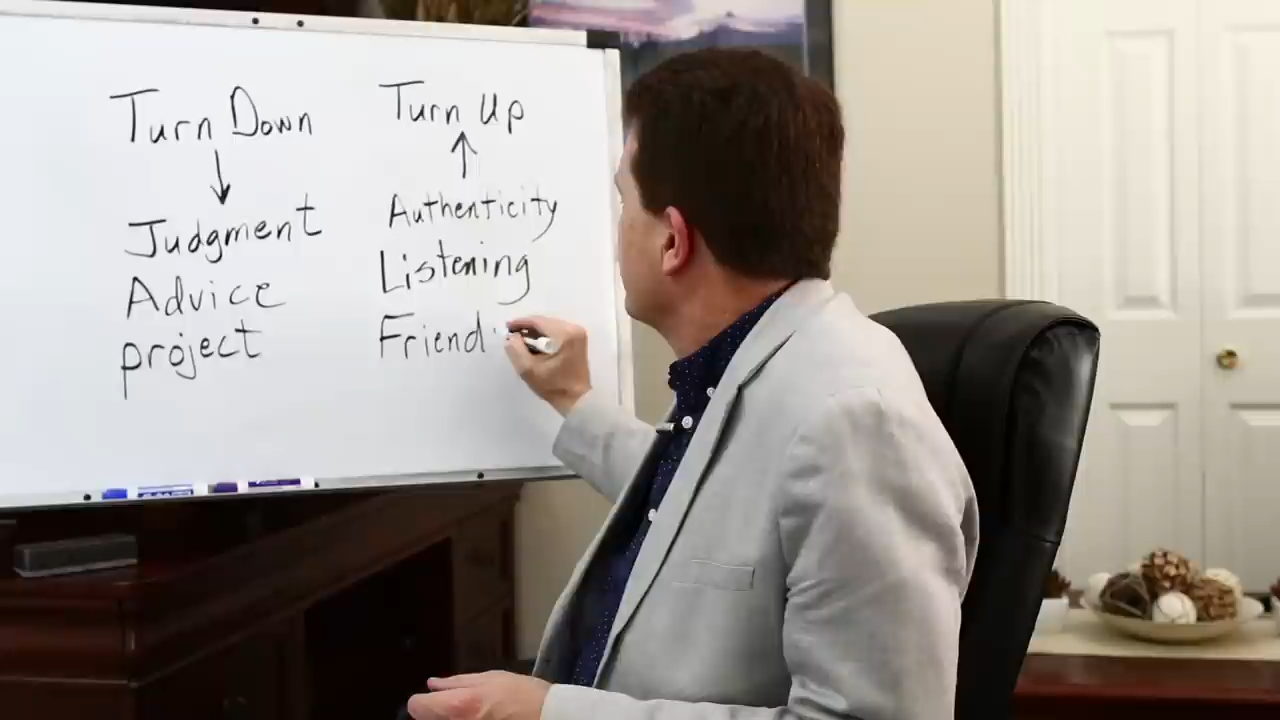 Turn Down
Judgment
Advice
project
Turn Up
Authenticity
Listening
Friend